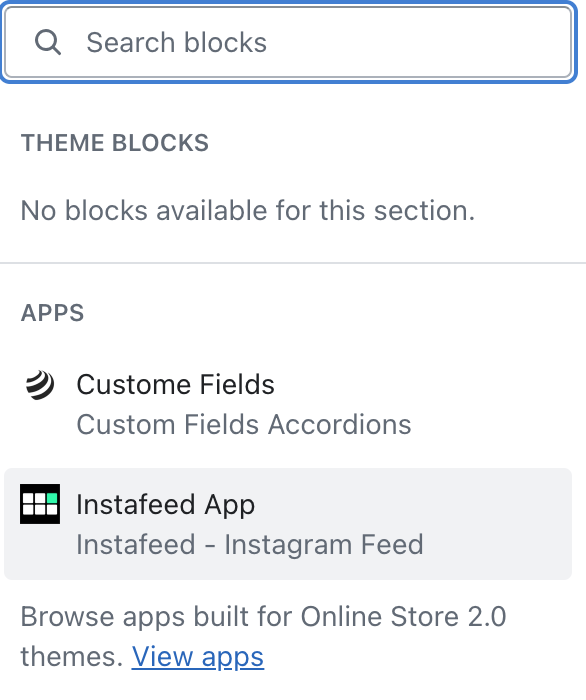 Search blocks
THEME BLOCKS
No blocks available for this section.
APPS
Custome Fields
Custom Fields Accordions
Instafeed App
Instafeed - Instagram Feed
Browse apps built for Online Store 2.0
themes. View apps